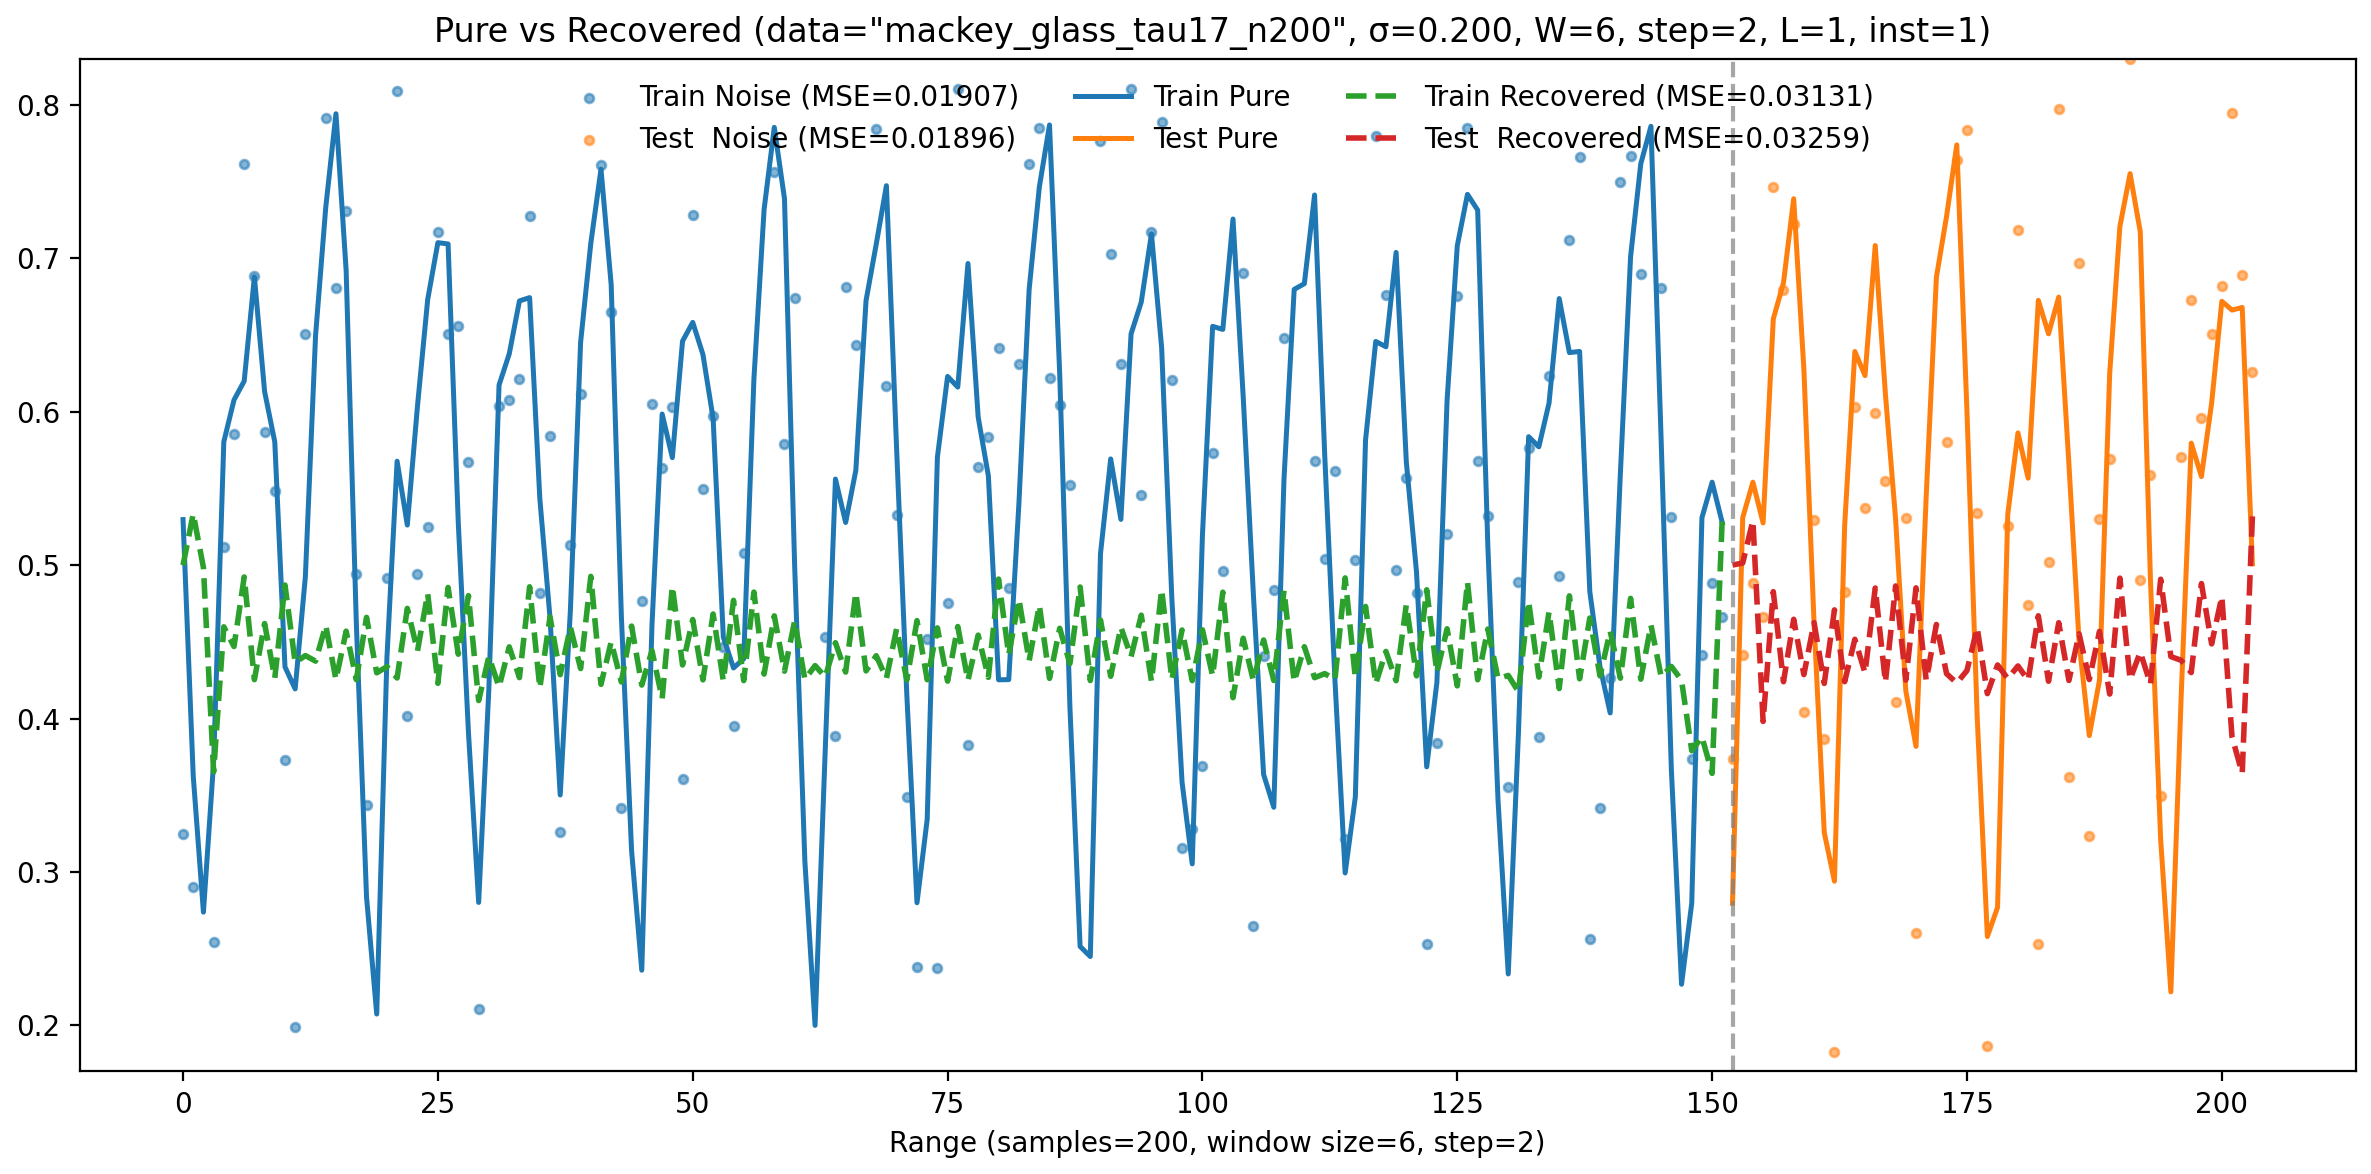 Pure vs Recovered (data="mackey_glass_tau17_n200", σ=0.200, W=6, step=2, L=1, inst=1)
Train Noise (MSE=0.01907) Train Pure Train Recovered (MSE=0.03131)
Test  Noise (MSE=0.01896) Test Pure Test  Recovered (MSE=0.03259)
0.8
0.7
0.6
0.5
0.4
0.3
0.2
0 25 50 75 100 125 150 175 200
Range (samples=200, window size=6, step=2)